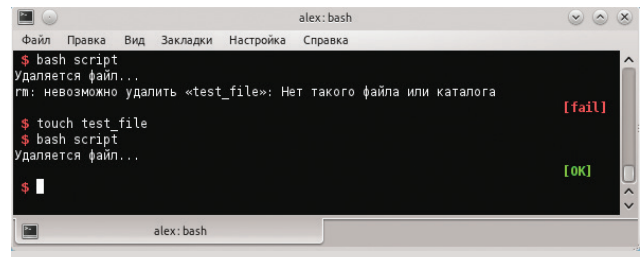 alex: bash
Файл Правка Вид Закладки Настройка Справка
$ bash script
Удаляется файл...
rm: невозможно удалить «test_file»: Нет такого файла или каталога
[fail]
$ touch test_file
$ bash script
Удаляется файл...
[OK]
$
alex: bash